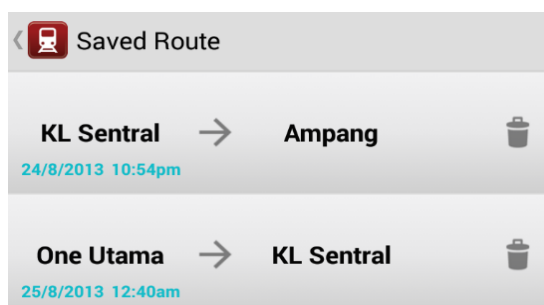 Saved Route
KL Sentral → Ampang
24/8/2013 10:54pm
One Utama → KL Sentral
25/8/2013 12:40am